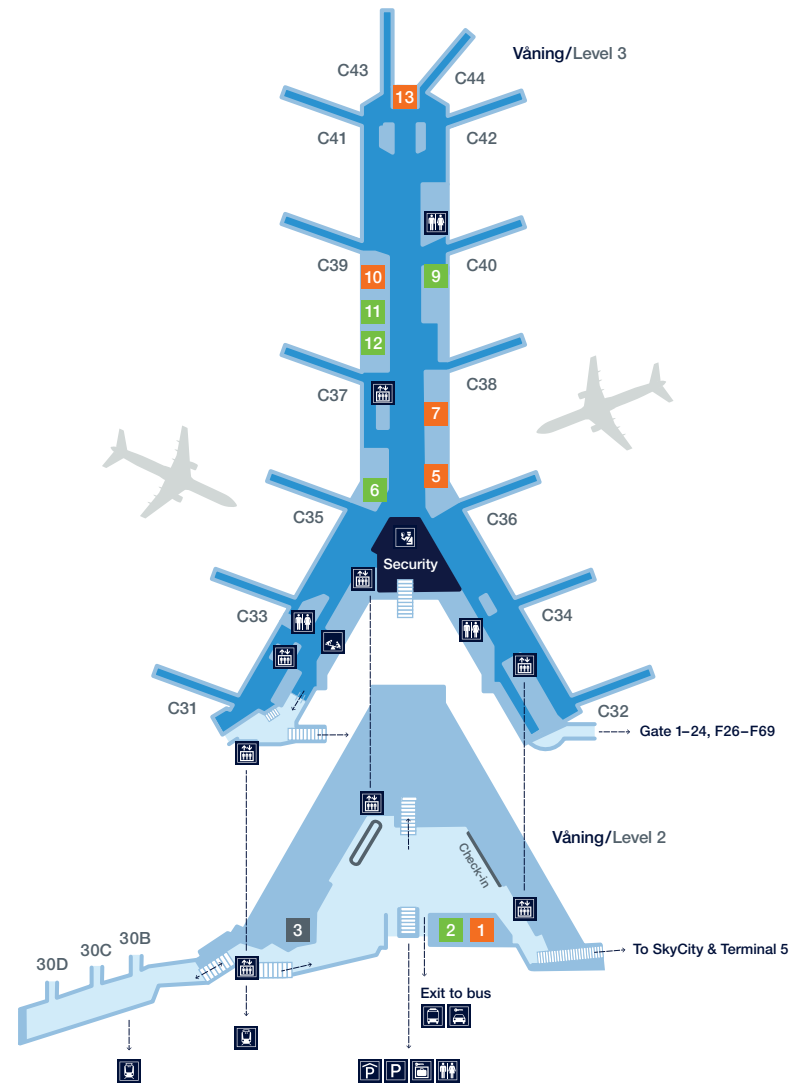 Våning/Level 3
C43
C44
13
C41
C42
C39
C40
10
9
11
12
C37
C38
7
5
6
C35
C36
Security
C33
C34
C31
C32
Gate 1–24, F26–F69
Våning/Level 2
Check-in
3
2
1
30B
30C
30D
To SkyCity & Terminal 5
Exit to bus
P
P